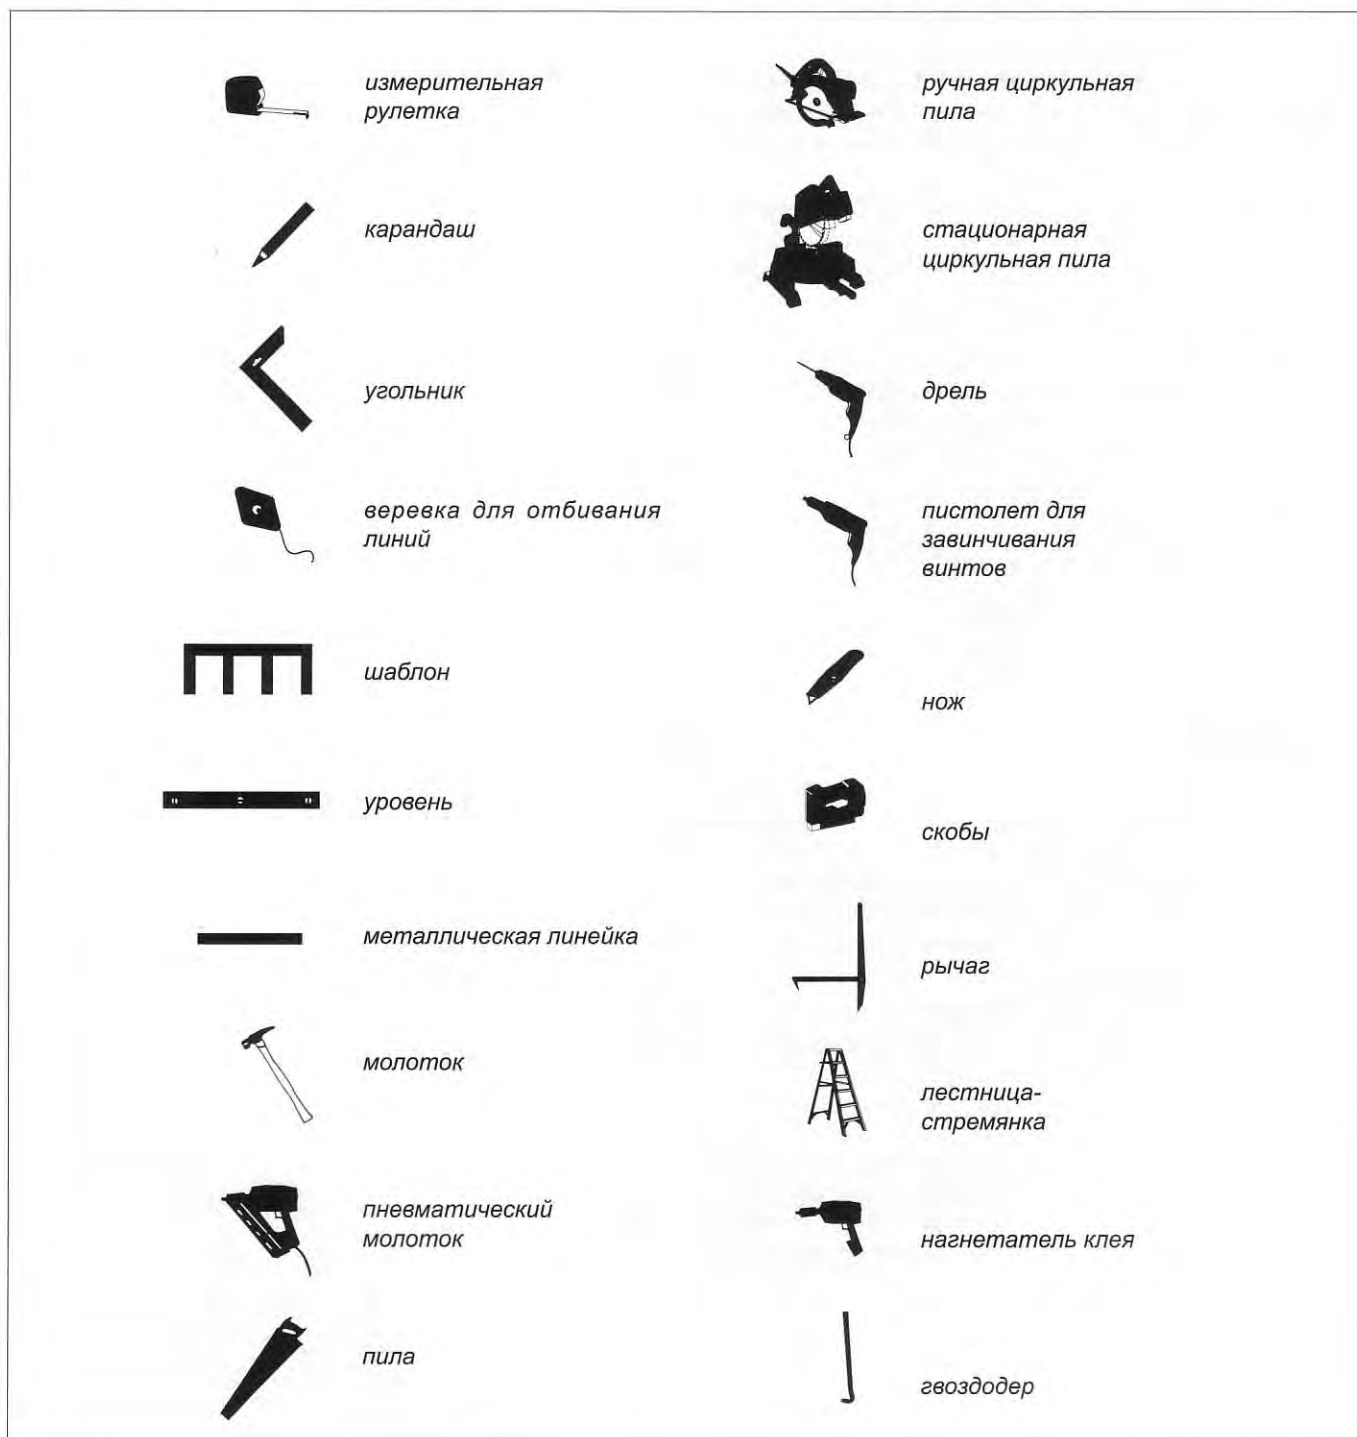 измерительная
рулетка
карандаш
угольник
веревка для отбивания
линий
шаблон
уровень
металлическая линейка
молоток
пневматический
молоток
пила
ручная циркульная
пила
стационарная
циркульная пила
дрель
пистолет для
завинчивания
винтов
нож
скобы
рычаг
лестница-
стремянка
нагнетатель клея
гвоздодер